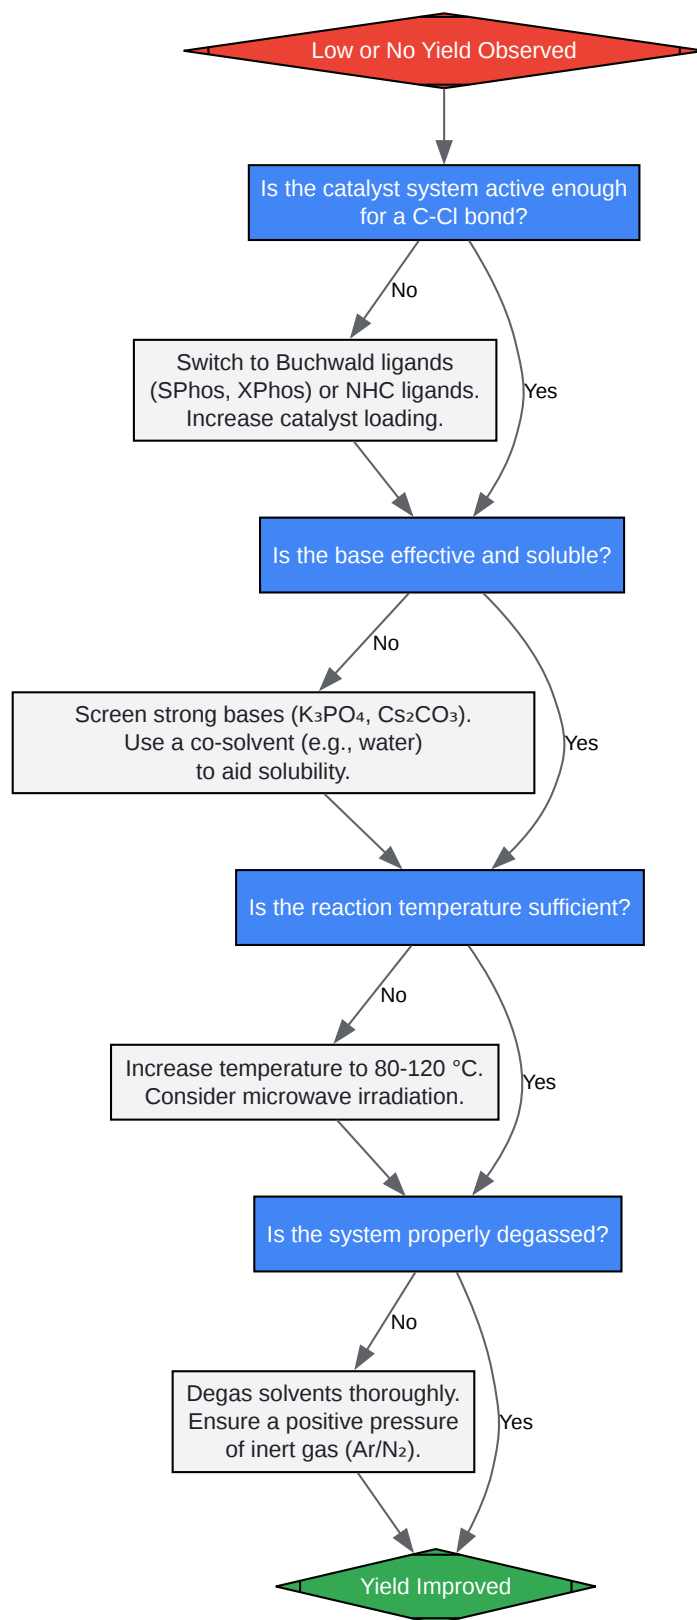 Low or No Yield Observed
Is the catalyst system active enough
for a C-Cl bond?
No
Switch to Buchwald ligands
(SPhos, XPhos) or NHC ligands.
Increase catalyst loading.
Yes
Is the base effective and soluble?
No
Screen strong bases (K₃PO₄, Cs₂CO₃).
Use a co-solvent (e.g., water)
to aid solubility.
Yes
Is the reaction temperature sufficient?
No
Increase temperature to 80-120 °C.
Consider microwave irradiation.
Yes
Is the system properly degassed?
No
Degas solvents thoroughly.
Ensure a positive pressure
of inert gas (Ar/N₂).
Yes
Yield Improved